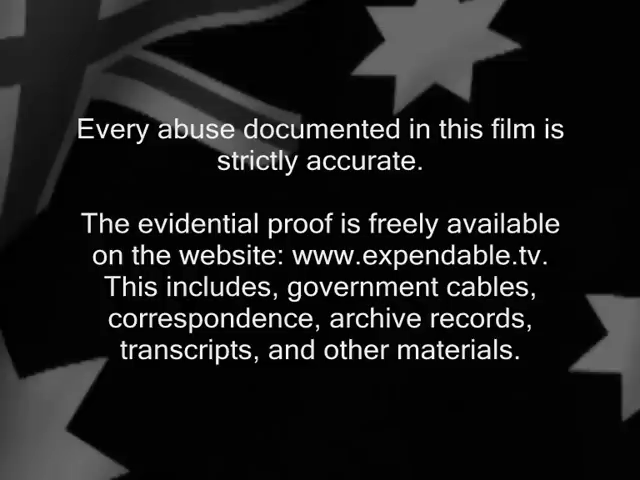 Every abuse documented in this film is
strictly accurate.
The evidential proof is freely available
on the website: www.expendable.tv.
This includes, government cables,
correspondence, archive records,
transcripts, and other materials.